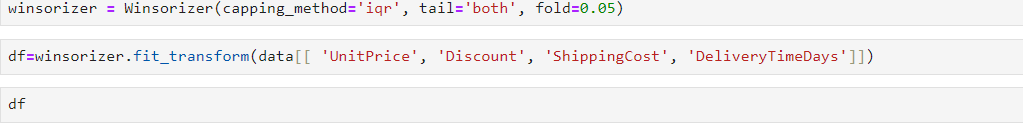 winsorizer = Winsorizer(capping_method='iqr', tail='both', fold=0.05)
df=winsorizer.fit_transform(data[[ 'UnitPrice', 'Discount', 'ShippingCost', 'DeliveryTimeDays']])
df